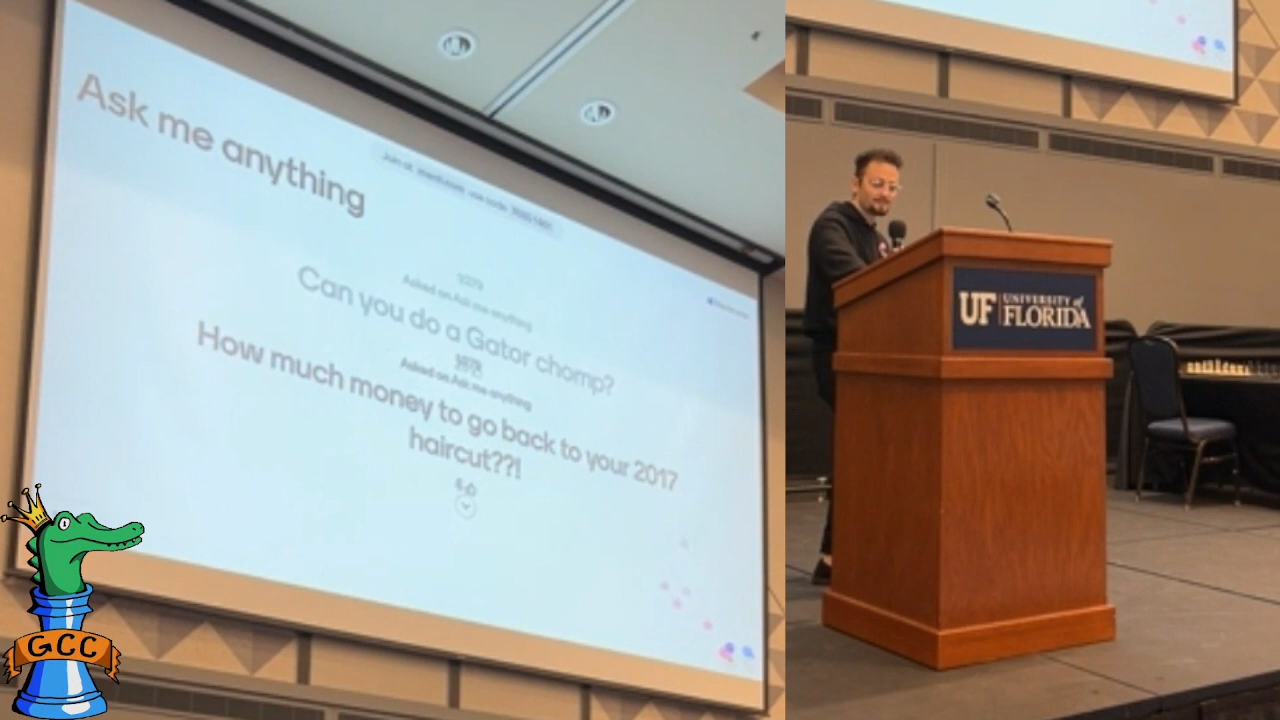 Ask me anything
Asked on Ask me anything
Can you do a Gator chomp?
Asked on Ask me anything
How much money to go back to your 2017
haircut??!
UF UNIVERSITY of
FLORIDA
GCC